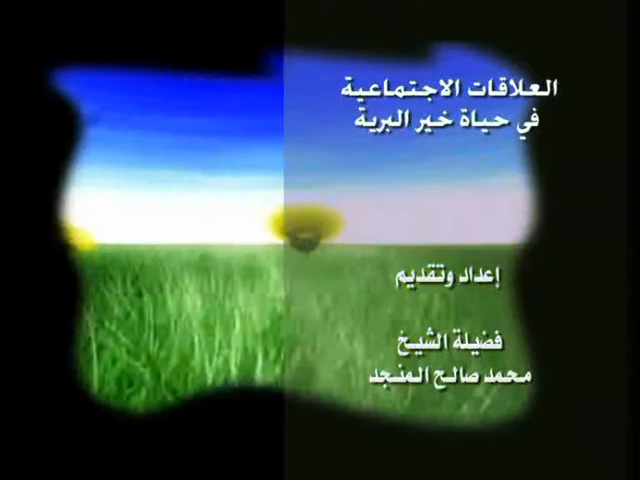 العلاقات الاجتماعية
في حياة خير البرية
إعداد وتقديم
فضيلة الشيخ
محمد صالح المنجد